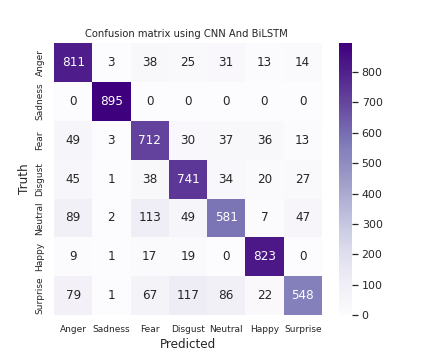 Confusion matrix using CNN And BiLSTM
Anger 811 3 38 25 31 13 14
Sadness 0 895 0 0 0 0 0
Fear 49 3 712 30 37 36 13
Disgust 45 1 38 741 34 20 27
Neutral 89 2 113 49 581 7 47
Happy 9 1 17 19 0 823 0
Surprise 79 1 67 117 86 22 548
Anger Sadness Fear Disgust Neutral Happy Surprise
Predicted
Truth
800
700
600
500
400
300
200
100
0